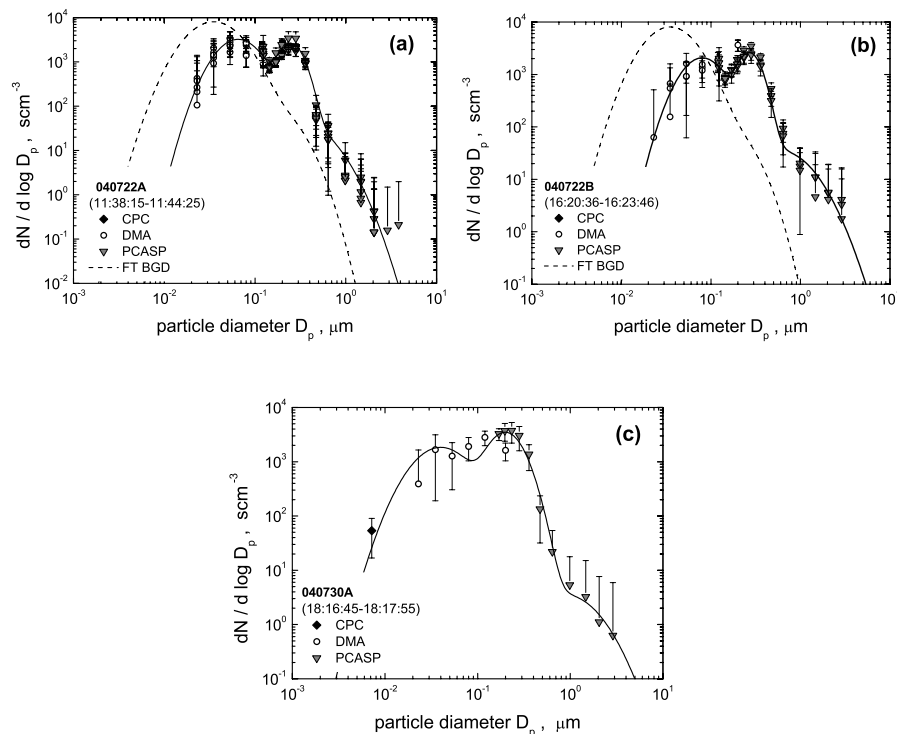 (a)
10^4
10^3
10^2
10^1
10^0
10^-1
10^-2
dN / d log D_p , scm^-3
040722A
(11:38:15-11:44:25)
CPC
DMA
PCASP
FT BGD
10^-3 10^-2 10^-1 10^0 10^1
particle diameter D_p , μm
(b)
10^4
10^3
10^2
10^1
10^0
10^-1
dN / d log D_p , scm^-3
040722B
(16:20:36-16:23:46)
CPC
DMA
PCASP
FT BGD
10^-3 10^-2 10^-1 10^0 10^1
particle diameter D_p , μm
(c)
10^4
10^3
10^2
10^1
10^0
10^-1
dN / d log D_p , scm^-3
040730A
(18:16:45-18:17:55)
CPC
DMA
PCASP
10^-3 10^-2 10^-1 10^0 10^1
particle diameter D_p , μm